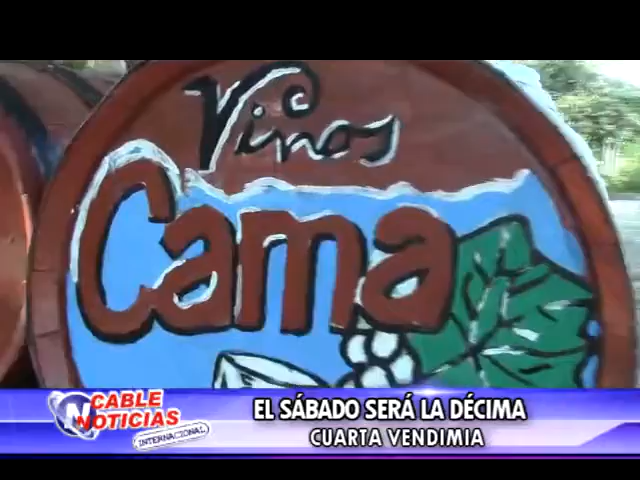 Vinos
Cama
CABLE
NOTICIAS
INTERNACIONAL
EL SÁBADO SERÁ LA DÉCIMA
CUARTA VENDIMIA